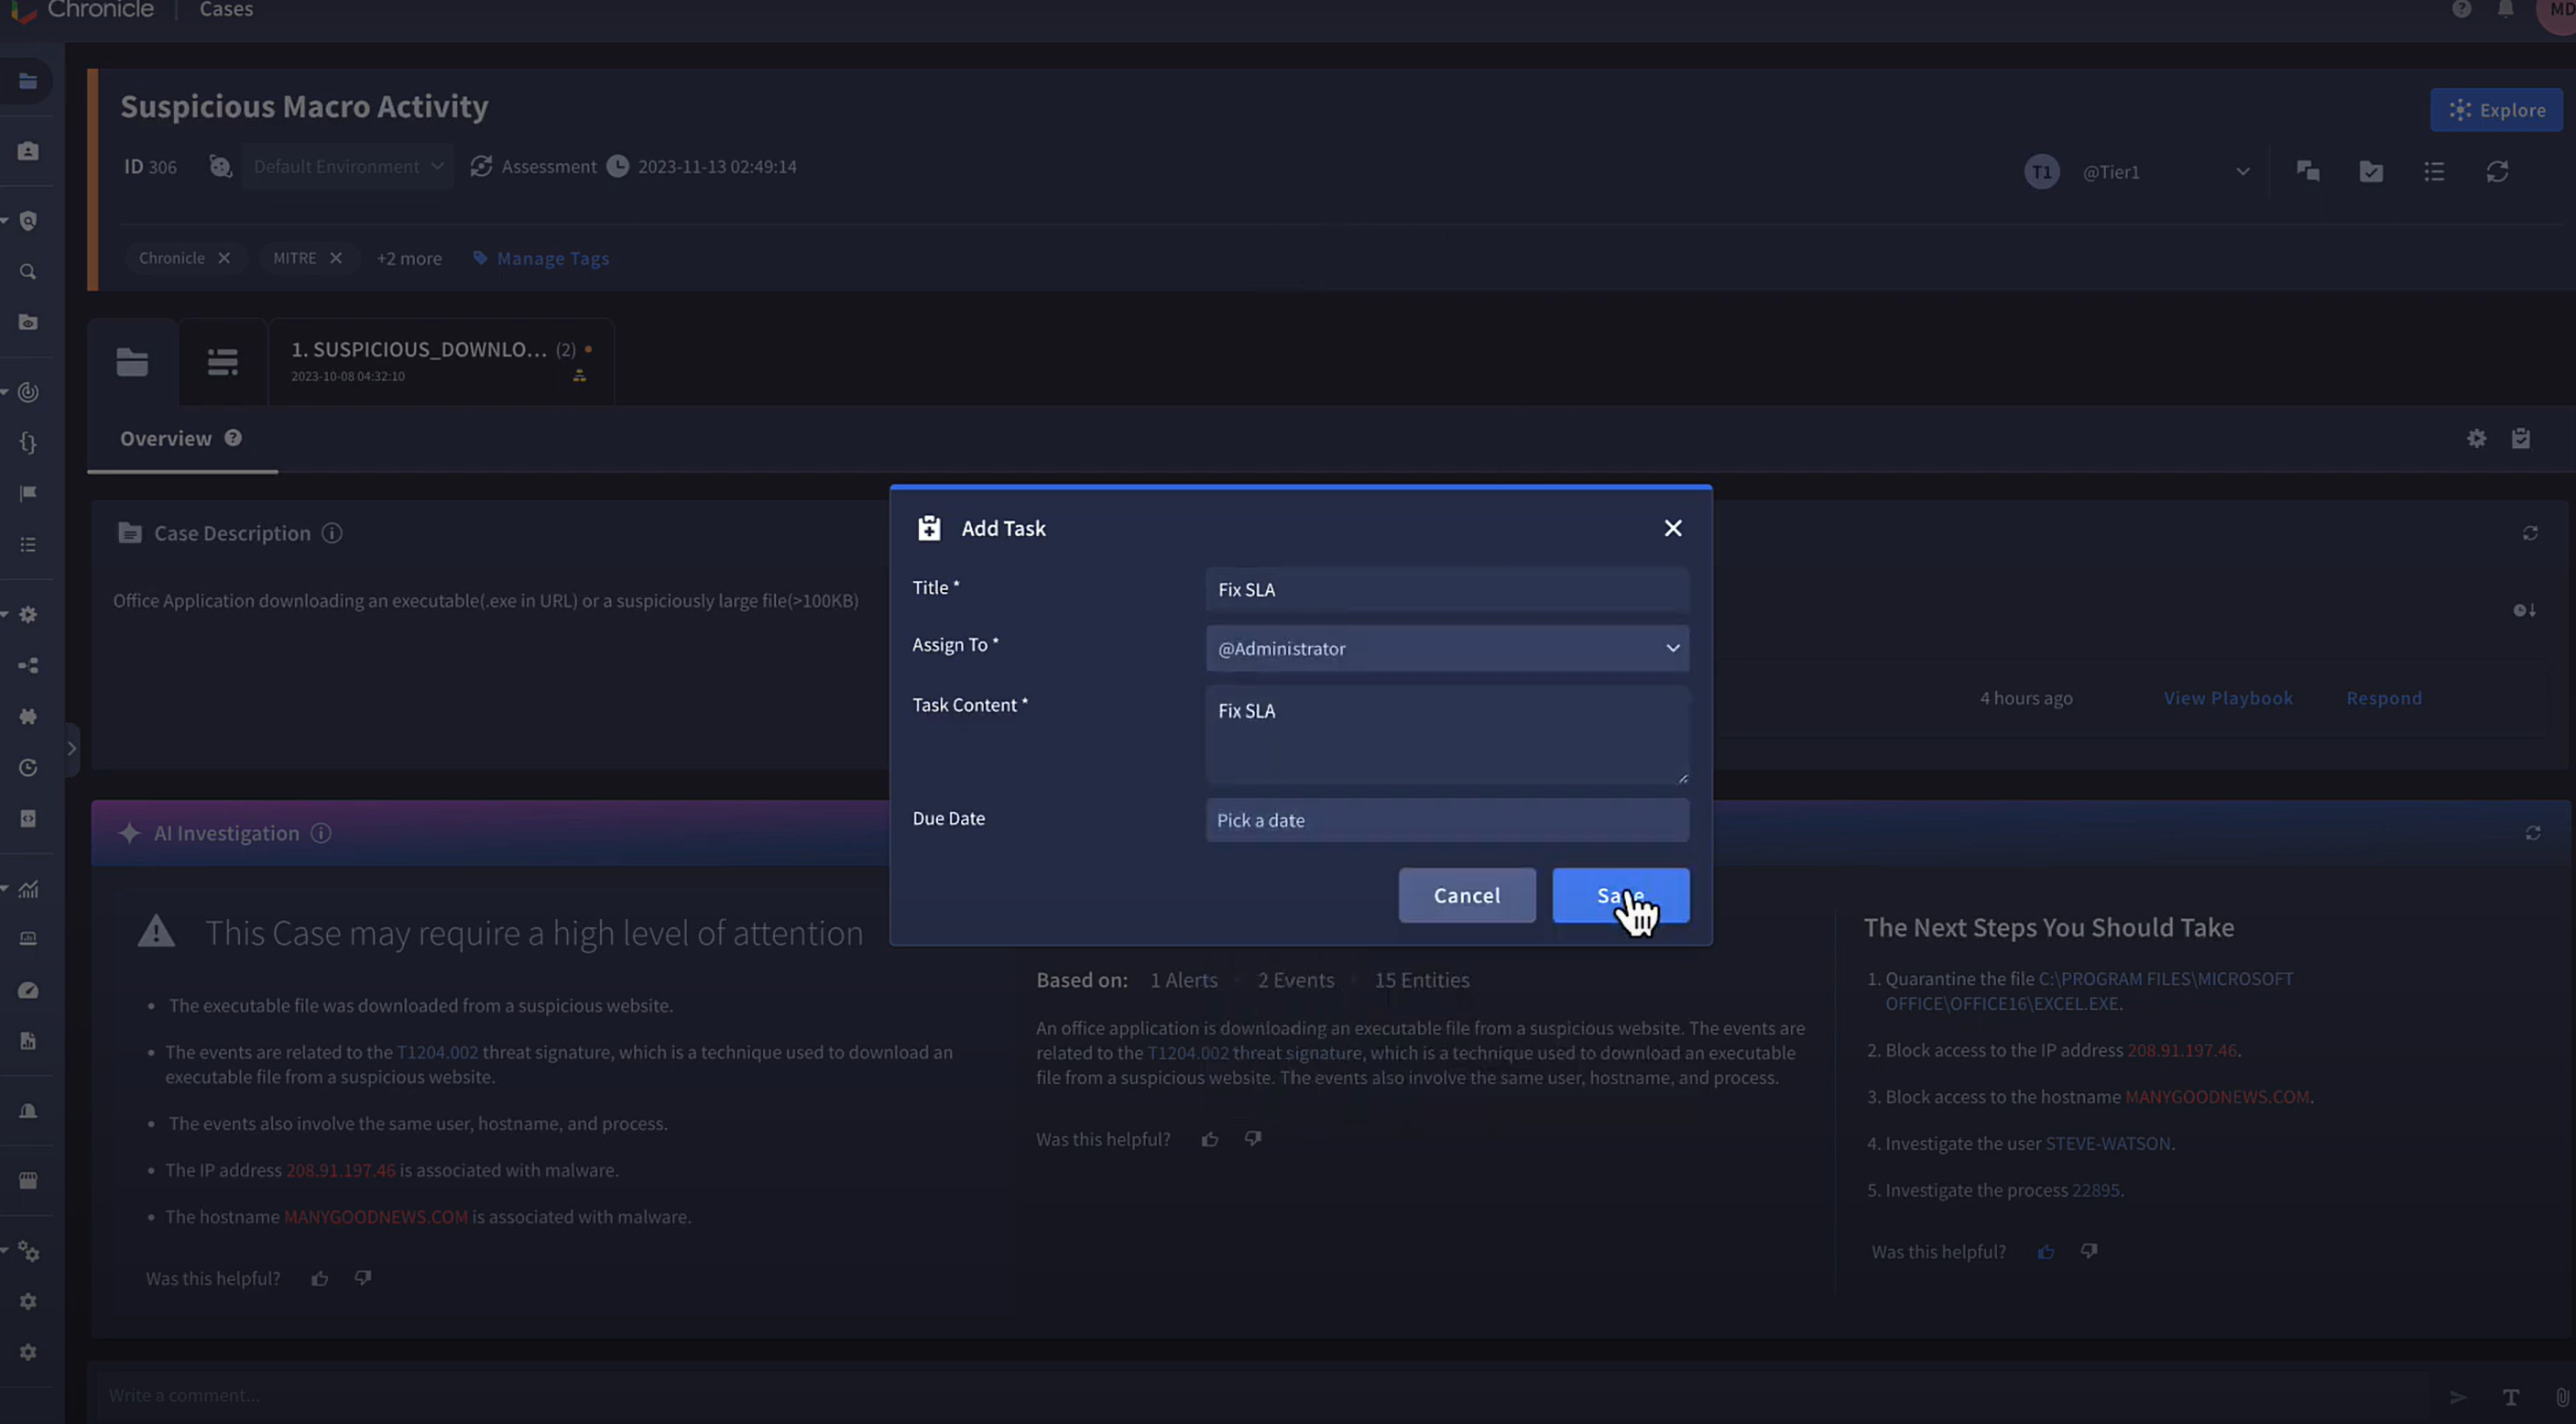 Chronicle | Cases
MD
Suspicious Macro Activity
Explore
ID 306 Default Environment Assessment 2023-11-13 02:49:14
T1 @Tier1
Chronicle MITRE +2 more Manage Tags
1. SUSPICIOUS_DOWNLO... (2)
2023-10-08 04:32:10
Overview
Case Description
Office Application downloading an executable(.exe in URL) or a suspiciously large file(>100KB)
4 hours ago View Playbook Respond
Add Task
Title * Fix SLA
Assign To * @Administrator
Task Content * Fix SLA
Due Date Pick a date
Cancel Save
AI Investigation
This Case may require a high level of attention
• The executable file was downloaded from a suspicious website.
• The events are related to the T1204.002 threat signature, which is a technique used to download an
executable file from a suspicious website.
• The events also involve the same user, hostname, and process.
• The IP address 208.91.197.46 is associated with malware.
• The hostname MANYGOODNEWS.COM is associated with malware.
Was this helpful?
Based on: 1 Alerts 2 Events 15 Entities
An office application is downloading an executable file from a suspicious website. The events are
related to the T1204.002 threat signature, which is a technique used to download an executable
file from a suspicious website. The events also involve the same user, hostname, and process.
Was this helpful?
The Next Steps You Should Take
1. Quarantine the file C:\PROGRAM FILES\MICROSOFT
OFFICE\OFFICE16\EXCEL.EXE.
2. Block access to the IP address 208.91.197.46.
3. Block access to the hostname MANYGOODNEWS.COM.
4. Investigate the user STEVE-WATSON.
5. Investigate the process 22895.
Was this helpful?
Write a comment...